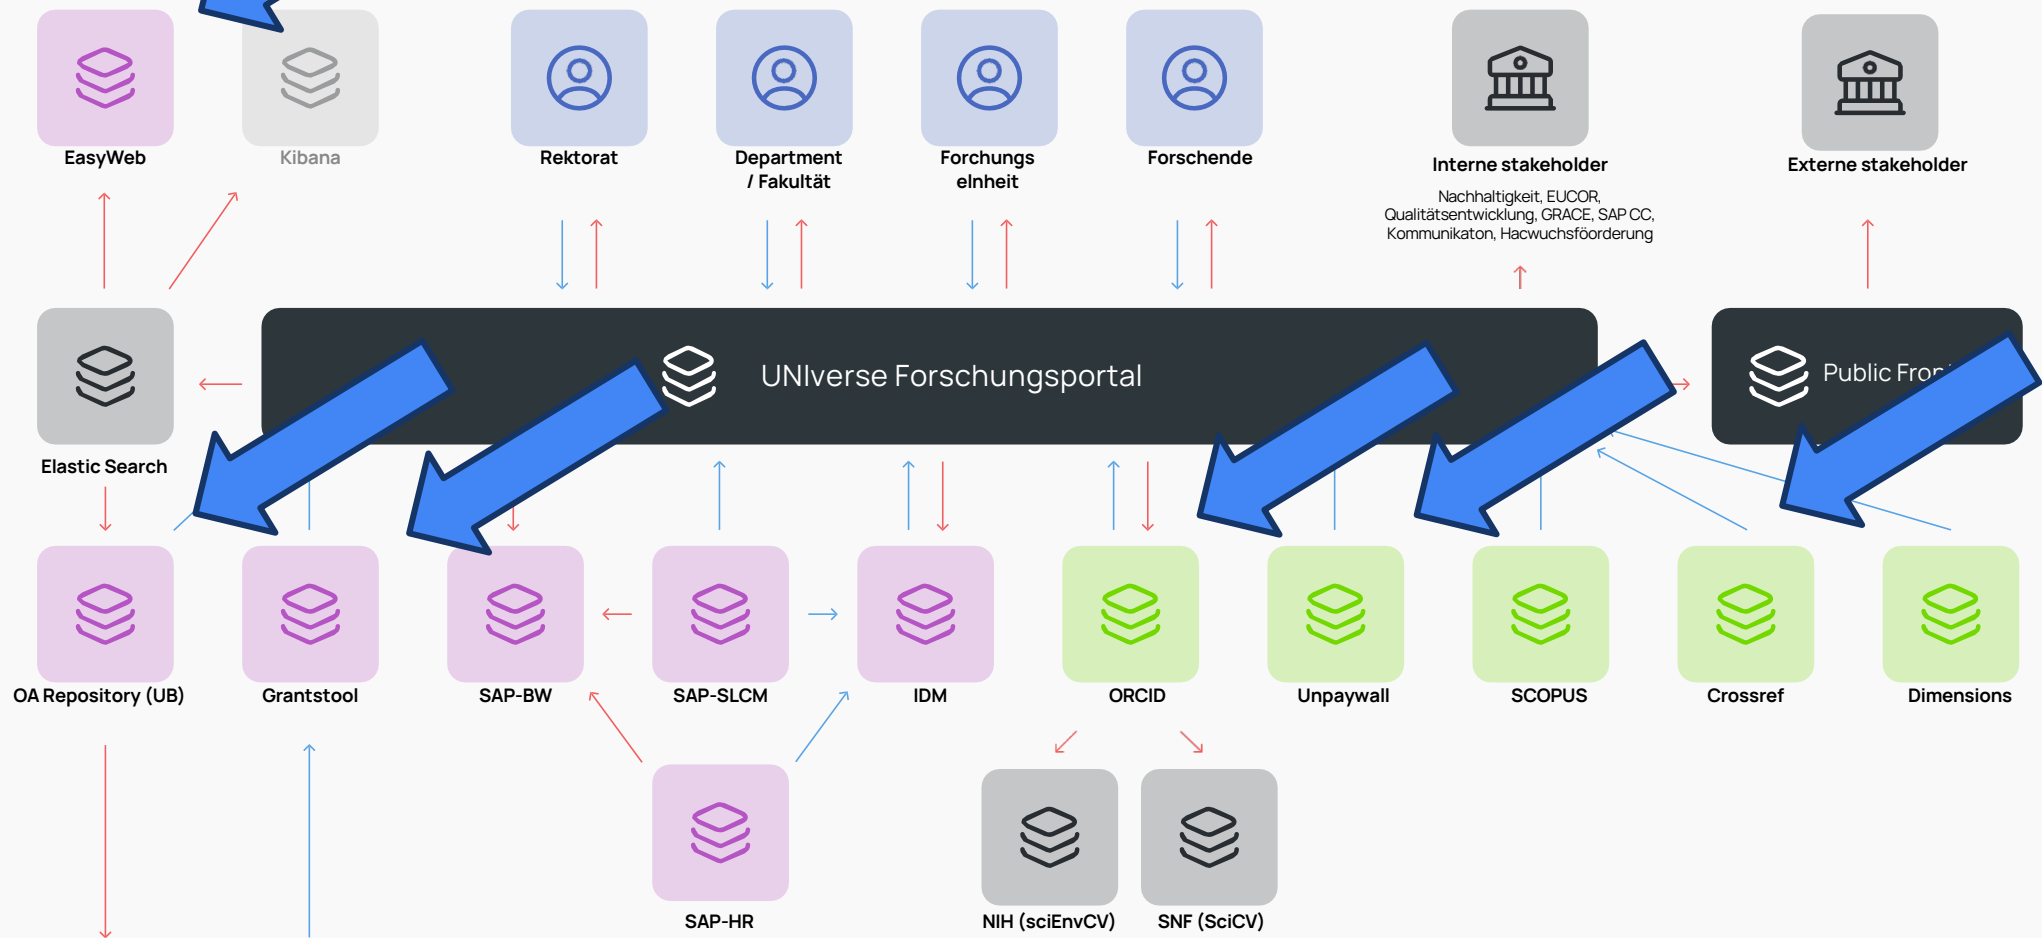 EasyWeb
Kibana
Rektorat
Department
/ Fakultät
Forchungs
eInheit
Forschende
Interne stakeholder
Nachhaltigkeit, EUCOR,
Qualitätsentwicklung, GRACE, SAP CC,
Kommunikaton, Hacwuchsföorderung
Externe stakeholder
Elastic Search
UNIverse Forschungsportal
Public
OA Repository (UB)
Grantstool
SAP-BW
SAP-SLCM
IDM
ORCID
Unpaywall
SCOPUS
Crossref
Dimensions
SAP-HR
NIH (sciEnvCV)
SNF (SciCV)